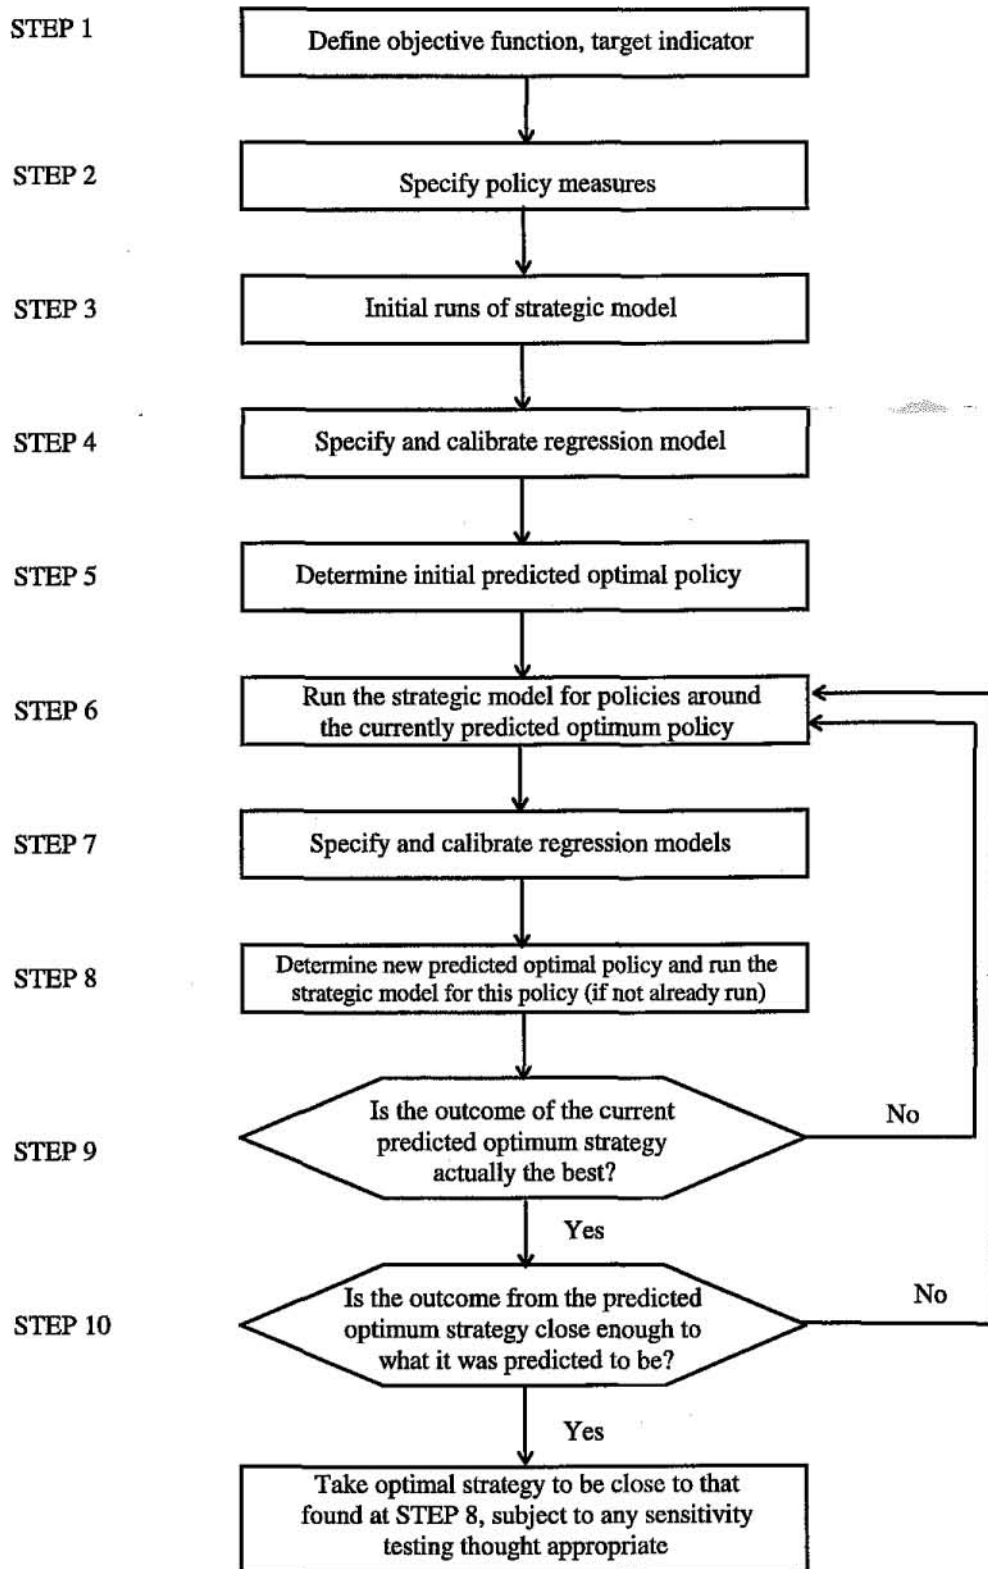 STEP 1
Define objective function, target indicator
STEP 2
Specify policy measures
STEP 3
Initial runs of strategic model
STEP 4
Specify and calibrate regression model
STEP 5
Determine initial predicted optimal policy
STEP 6
Run the strategic model for policies around
the currently predicted optimum policy
STEP 7
Specify and calibrate regression models
STEP 8
Determine new predicted optimal policy and run the
strategic model for this policy (if not already run)
STEP 9
Is the outcome of the current
predicted optimum strategy
actually the best?
No
Yes
STEP 10
Is the outcome from the predicted
optimum strategy close enough to
what it was predicted to be?
No
Yes
Take optimal strategy to be close to that
found at STEP 8, subject to any sensitivity
testing thought appropriate